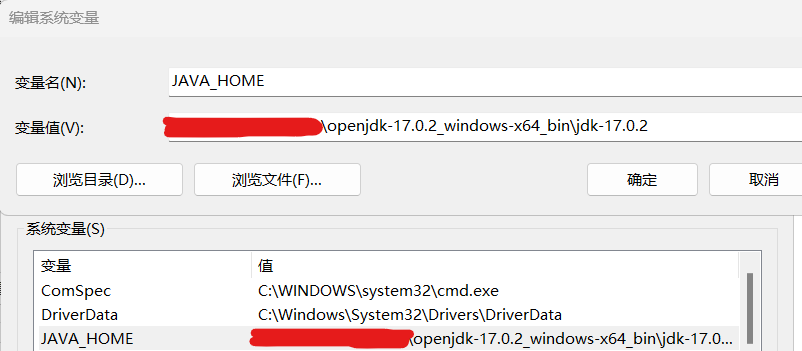 编辑系统变量
变量名(N): JAVA_HOME
变量值(V): \openjdk-17.0.2_windows-x64_bin\jdk-17.0.2
浏览目录(D)... 浏览文件(F)... 确定 取消
系统变量(S)
变量 值
ComSpec C:\WINDOWS\system32\cmd.exe
DriverData C:\Windows\System32\Drivers\DriverData
JAVA_HOME \openjdk-17.0.2_windows-x64_bin\jdk-17.0...